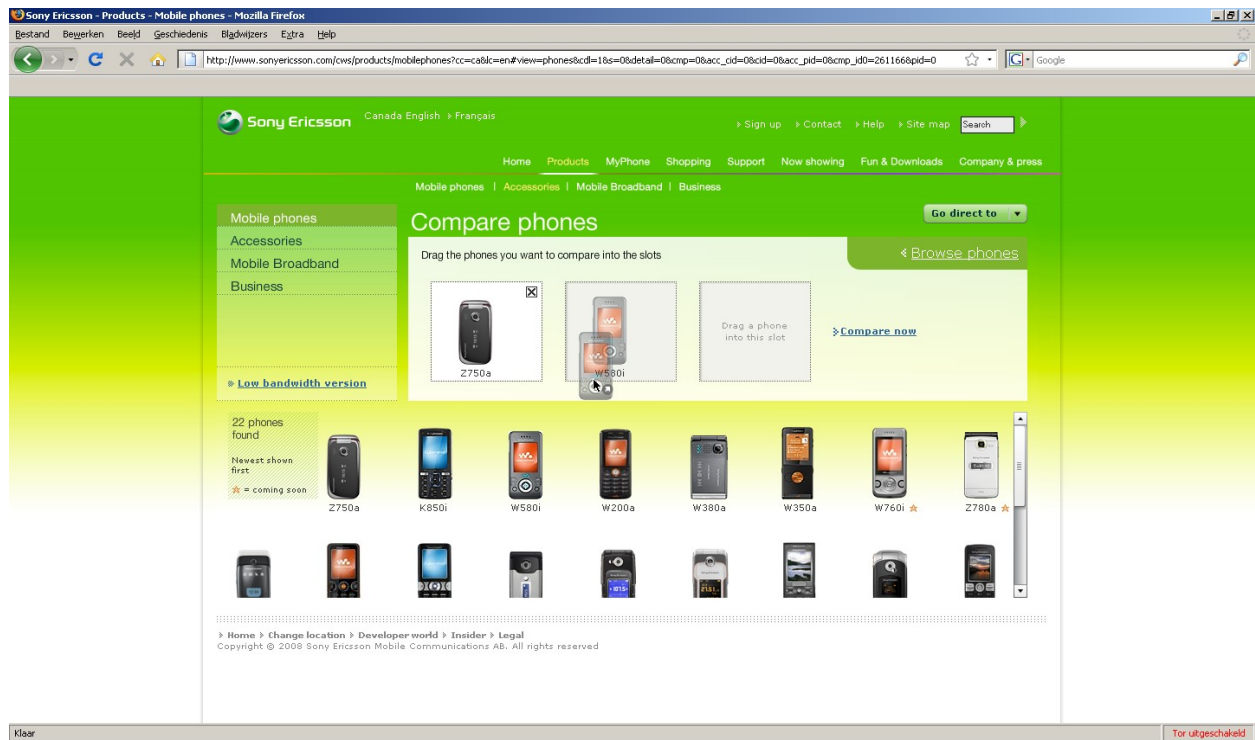 Sony Ericsson - Products - Mobile phones - Mozilla Firefox
Bestand Bewerken Beeld Geschiedenis Bladwijzers Extra Help
http://www.sonyericsson.com/cws/products/mobilephones?cc=ca&lc=en#view=phones&cdl=1&s=0&detail=0&cmp=0&acc_cid=0&cid=0&acc_pid=0&cmp_id0=261166&pid=0
G Google
Sony Ericsson Canada English Français
Sign up Contact Help Site map Search
Home Products MyPhone Shopping Support Now showing Fun & Downloads Company & press
Mobile phones | Accessories | Mobile Broadband | Business
Mobile phones
Accessories
Mobile Broadband
Business
Low bandwidth version
Compare phones
Go direct to
Drag the phones you want to compare into the slots
Browse phones
Z750a
W580i
Drag a phone
into this slot
Compare now
22 phones
found
Newest shown
first
= coming soon
Z750a K850i W580i W200a W380a W350a W760i Z780a
Home Change location Developer world Insider Legal
Copyright © 2008 Sony Ericsson Mobile Communications AB. All rights reserved
Klaar
Tor uitgeschakeld